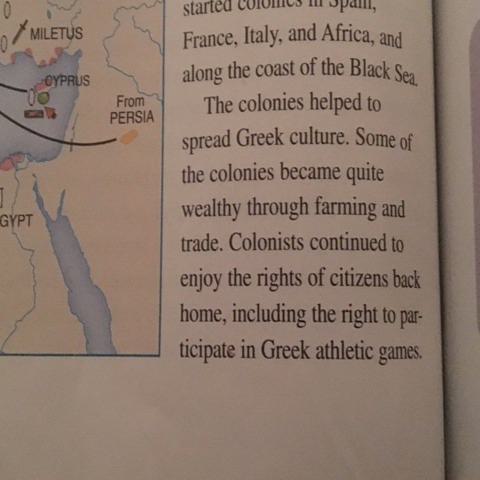 MILETUS
CYPRUS
From
PERSIA
GYPT
started colonies in Spain,
France, Italy, and Africa, and
along the coast of the Black Sea.
The colonies helped to
spread Greek culture. Some of
the colonies became quite
wealthy through farming and
trade. Colonists continued to
enjoy the rights of citizens back
home, including the right to par-
ticipate in Greek athletic games.